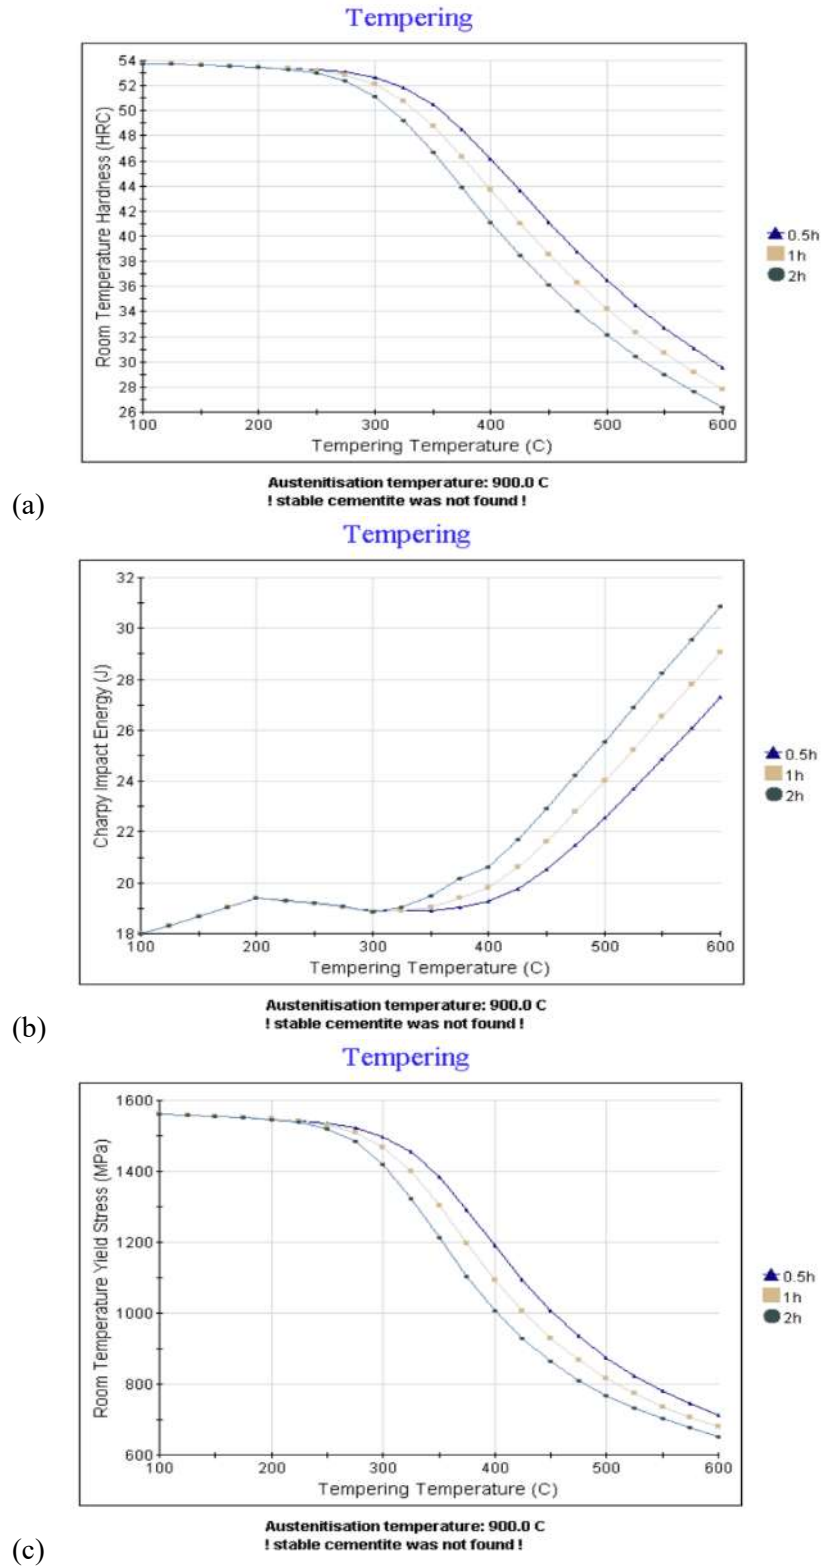 Tempering
Room Temperature Hardness (HRC)
54
52
50
48
46
44
42
40
38
36
34
32
30
28
26
100
200
300
400
500
600
Tempering Temperature (C)
0.5h
1h
2h
Austenitisation temperature: 900.0 C
! stable cementite was not found !
(a)
Tempering
Charpy Impact Energy (J)
32
30
28
26
24
22
20
18
100
200
300
400
500
600
Tempering Temperature (C)
0.5h
1h
2h
Austenitisation temperature: 900.0 C
! stable cementite was not found !
(b)
Tempering
Room Temperature Yield Stress (MPa)
1600
1400
1200
1000
800
600
100
200
300
400
500
600
Tempering Temperature (C)
0.5h
1h
2h
Austenitisation temperature: 900.0 C
! stable cementite was not found !
(c)